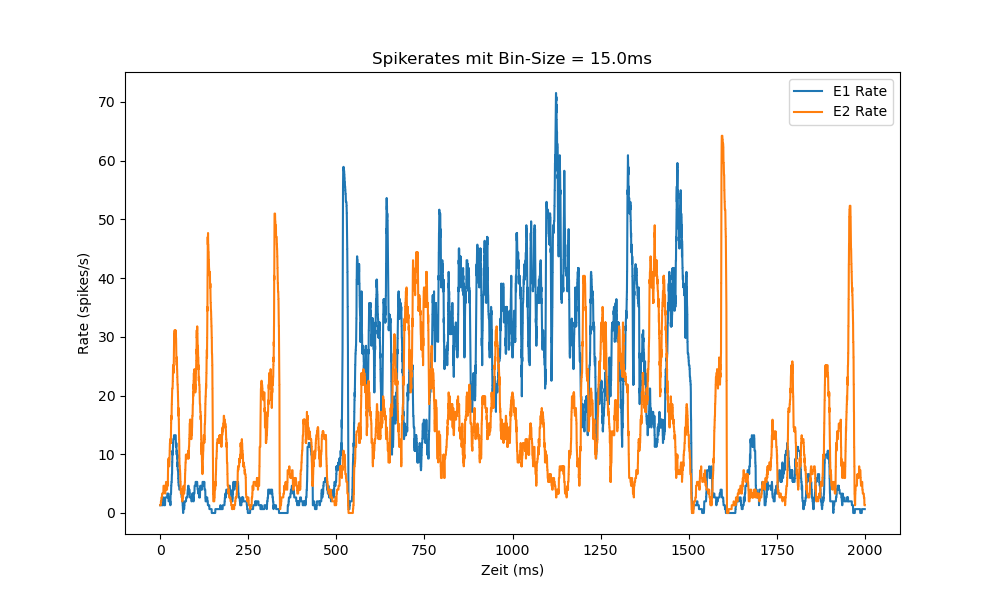 Spikerates mit Bin-Size = 15.0ms
E1 Rate
E2 Rate
Rate (spikes/s)
70
60
50
40
30
20
10
0
0 250 500 750 1000 1250 1500 1750 2000
Zeit (ms)